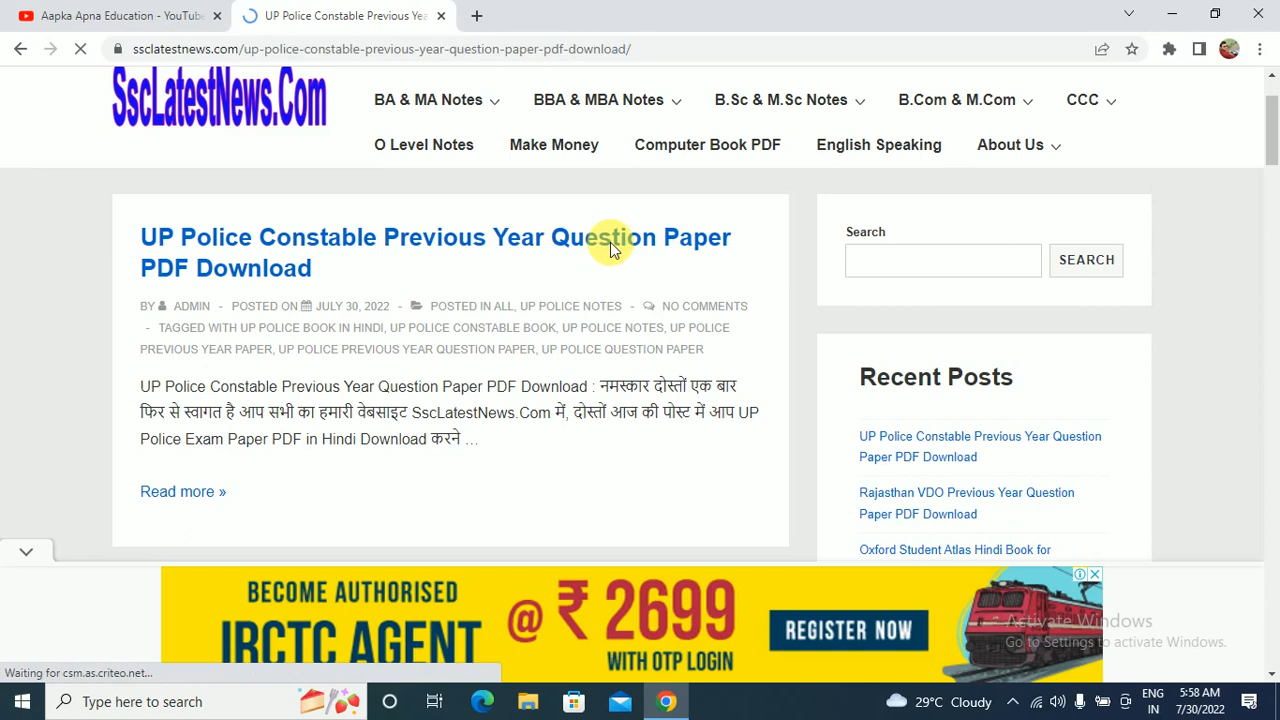 Aapka Apna Education - YouTube
UP Police Constable Previous Yea
ssclatestnews.com/up-police-constable-previous-year-question-paper-pdf-download/
SscLatestNews.Com
BA & MA Notes
BBA & MBA Notes
B.Sc & M.Sc Notes
B.Com & M.Com
CCC
O Level Notes
Make Money
Computer Book PDF
English Speaking
About Us
UP Police Constable Previous Year Question Paper
PDF Download
BY ADMIN - POSTED ON JULY 30, 2022 - POSTED IN ALL, UP POLICE NOTES - NO COMMENTS
- TAGGED WITH UP POLICE BOOK IN HINDI, UP POLICE CONSTABLE BOOK, UP POLICE NOTES, UP POLICE
PREVIOUS YEAR PAPER, UP POLICE PREVIOUS YEAR QUESTION PAPER, UP POLICE QUESTION PAPER
UP Police Constable Previous Year Question Paper PDF Download : नमस्कार दोस्तों एक बार
फिर से स्वागत है आप सभी का हमारी वेबसाइट SscLatestNews.Com में, दोस्तों आज की पोस्ट में आप UP
Police Exam Paper PDF in Hindi Download करने …
Read more »
Search
SEARCH
Recent Posts
UP Police Constable Previous Year Question
Paper PDF Download
Rajasthan VDO Previous Year Question
Paper PDF Download
Oxford Student Atlas Hindi Book for
BECOME AUTHORISED
IRCTC AGENT
@ ₹ 2699
WITH OTP LOGIN
REGISTER NOW
Activate Windows
Go to Settings to activate Windows.
Waiting for csm.as.criteo.net...
Type here to search
29°C Cloudy
ENG
IN
5:58 AM
7/30/2022